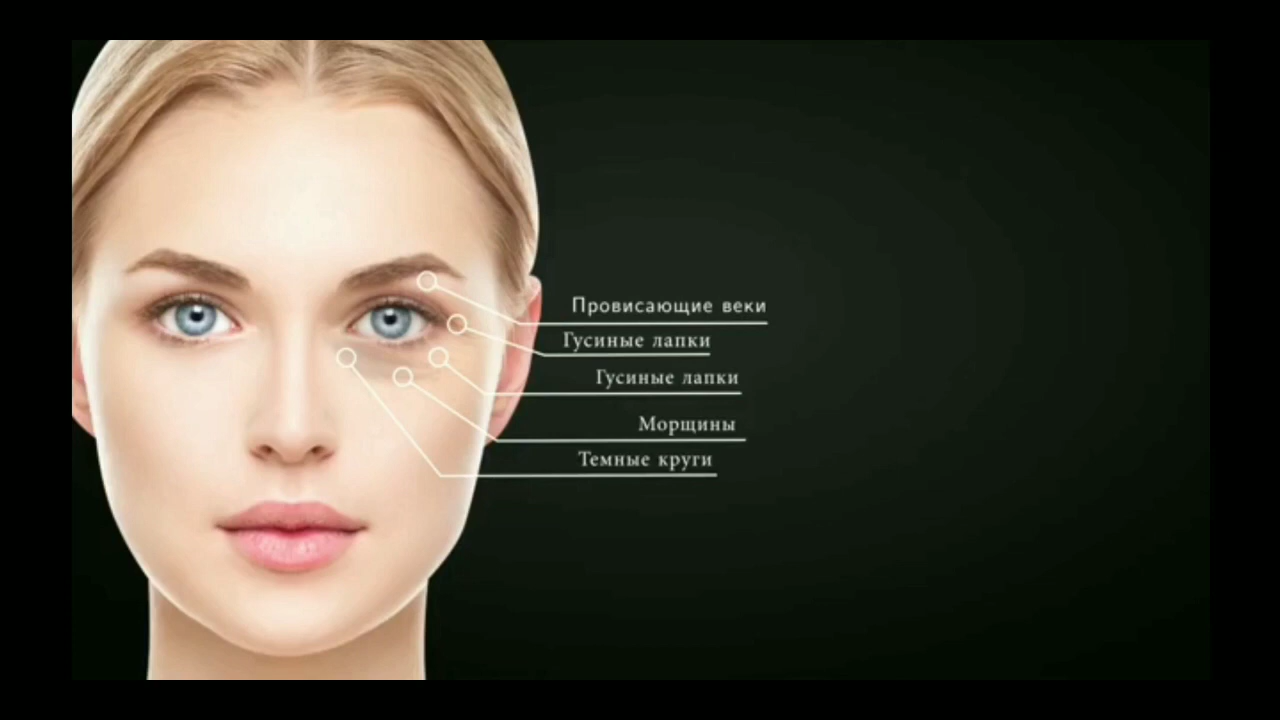 Провисающие веки
Гусиные лапки
Гусиные лапки
Морщины
Темные круги